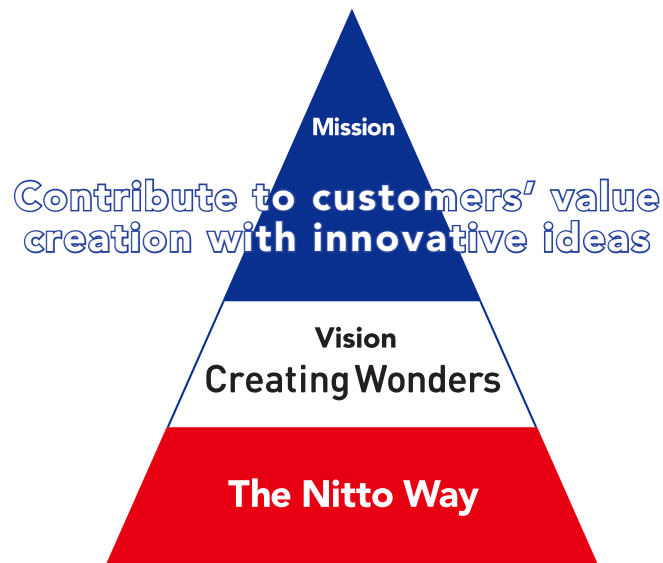 Mission
Contribute to customers’ value
creation with innovative ideas
Vision
Creating Wonders
The Nitto Way